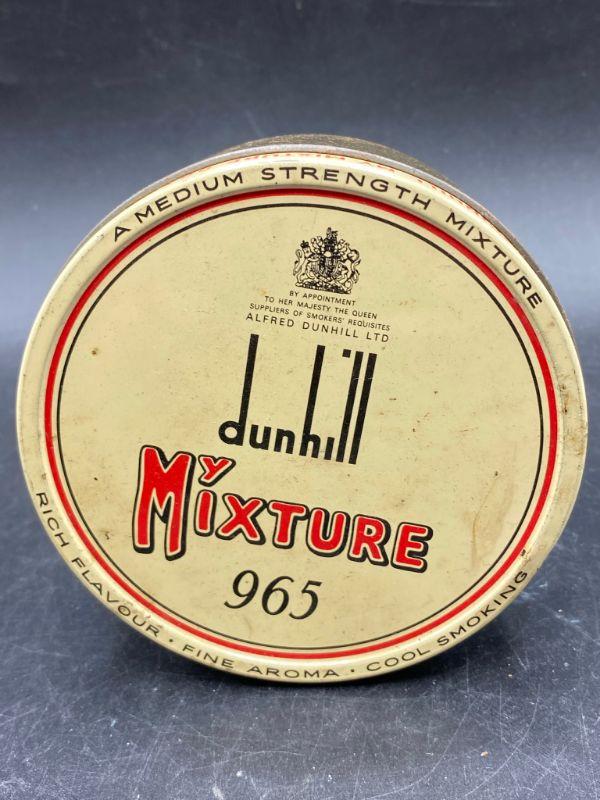 A MEDIUM STRENGTH MIXTURE
BY APPOINTMENT
TO HER MAJESTY THE QUEEN
SUPPLIERS OF SMOKERS' REQUISITES
ALFRED DUNHILL LTD
dunhill
MY MIXTURE
965
RICH FLAVOUR · FINE AROMA · COOL SMOKING